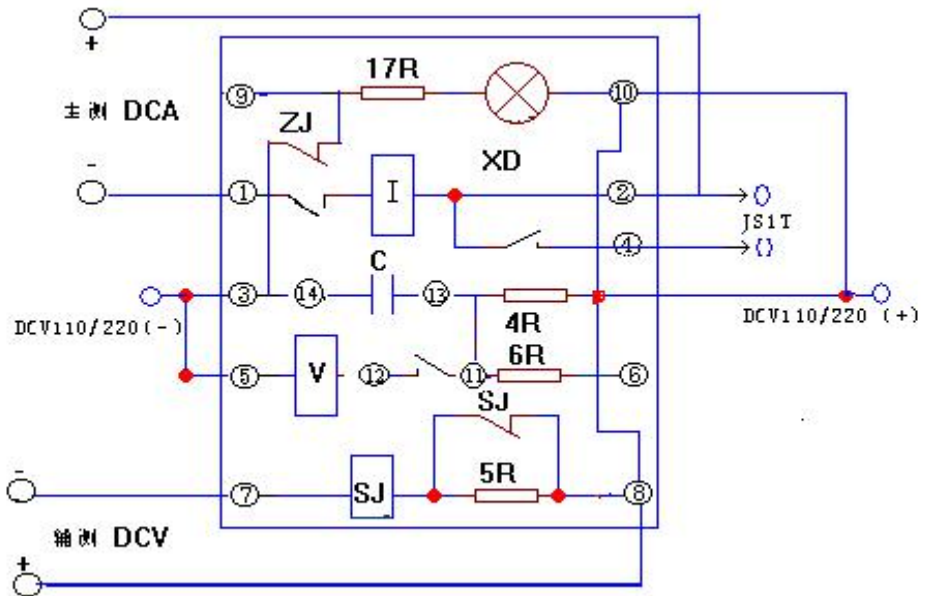 +
17R
⑨
⑩
主测 DCA
ZJ
XD
-
①
I
②
JS1T
④
C
③
⑭
⑬
DCV110/220(-)
4R
DCV110/220 (+)
6R
⑤
V
⑫
⑪
⑥
SJ
5R
-
⑦
SJ
⑧
辅测 DCV
+